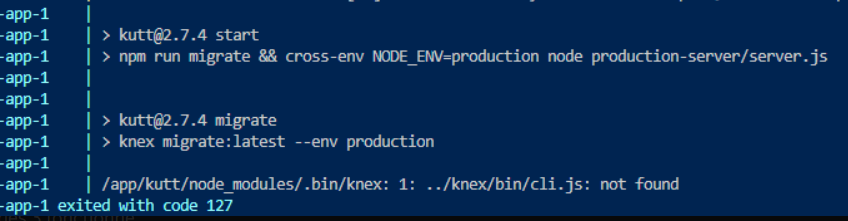 -app-1 |
-app-1 | > kutt@2.7.4 start
-app-1 | > npm run migrate && cross-env NODE_ENV=production node production-server/server.js
-app-1 |
-app-1 |
-app-1 | > kutt@2.7.4 migrate
-app-1 | > knex migrate:latest --env production
-app-1 |
-app-1 | /app/kutt/node_modules/.bin/knex: 1: ../knex/bin/cli.js: not found
-app-1 exited with code 127